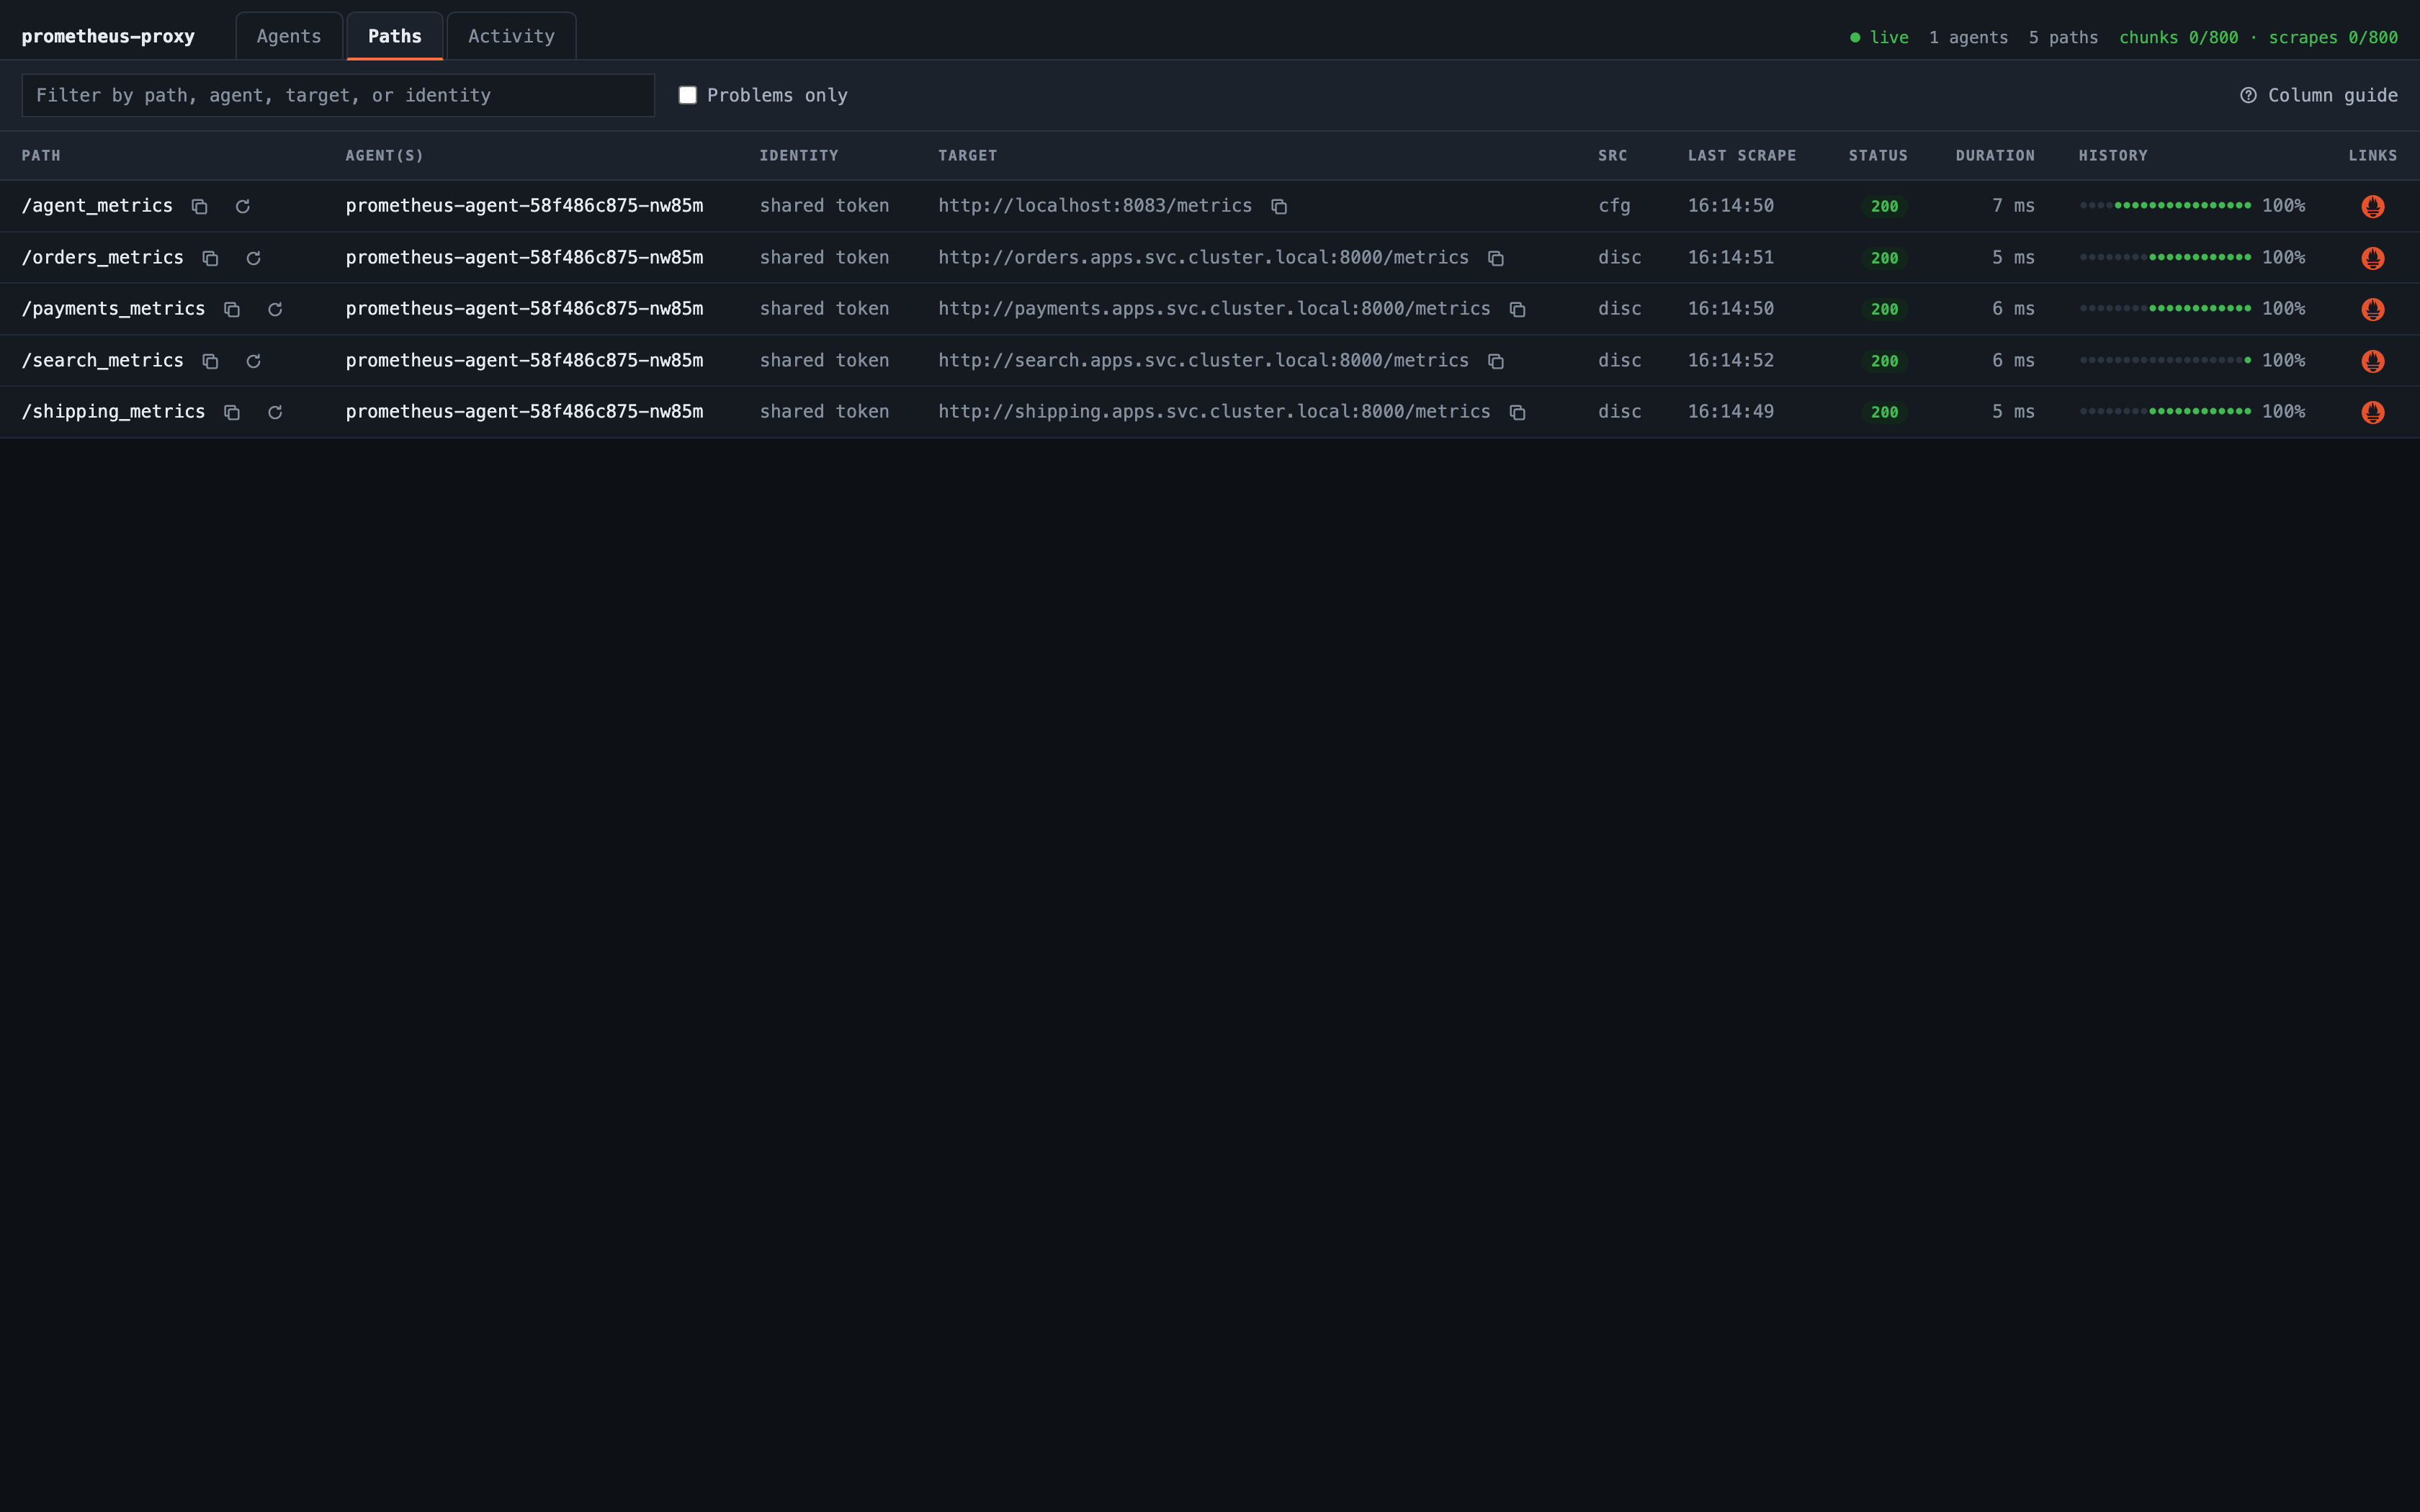 prometheus-proxy Agents Paths Activity live 1 agents 5 paths chunks 0/800 · scrapes 0/800
Filter by path, agent, target, or identity Problems only Column guide
PATH AGENT(S) IDENTITY TARGET SRC LAST SCRAPE STATUS DURATION HISTORY LINKS
/agent_metrics prometheus-agent-58f486c875-nw85m shared token http://localhost:8083/metrics cfg 16:14:50 200 7 ms 100%
/orders_metrics prometheus-agent-58f486c875-nw85m shared token http://orders.apps.svc.cluster.local:8000/metrics disc 16:14:51 200 5 ms 100%
/payments_metrics prometheus-agent-58f486c875-nw85m shared token http://payments.apps.svc.cluster.local:8000/metrics disc 16:14:50 200 6 ms 100%
/search_metrics prometheus-agent-58f486c875-nw85m shared token http://search.apps.svc.cluster.local:8000/metrics disc 16:14:52 200 6 ms 100%
/shipping_metrics prometheus-agent-58f486c875-nw85m shared token http://shipping.apps.svc.cluster.local:8000/metrics disc 16:14:49 200 5 ms 100%